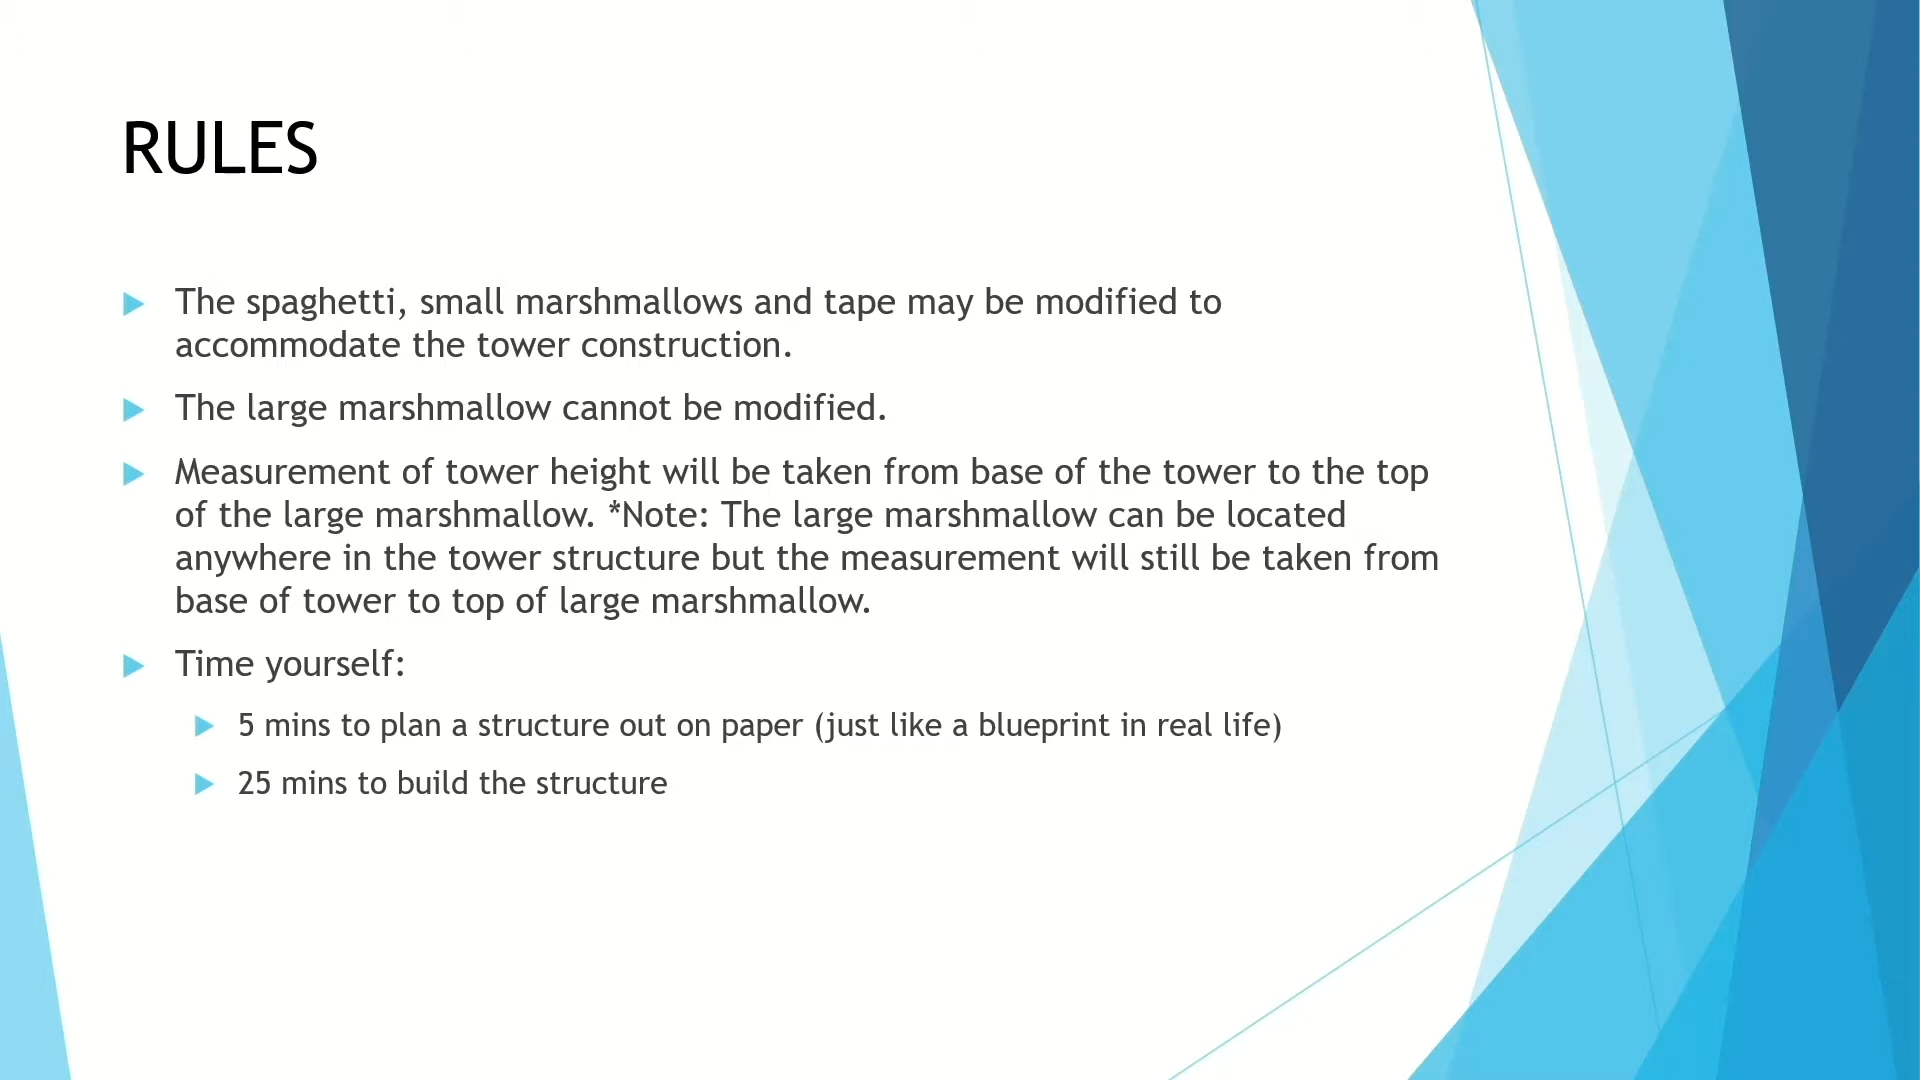 RULES
The spaghetti, small marshmallows and tape may be modified to
accommodate the tower construction.
The large marshmallow cannot be modified.
Measurement of tower height will be taken from base of the tower to the top
of the large marshmallow. *Note: The large marshmallow can be located
anywhere in the tower structure but the measurement will still be taken from
base of tower to top of large marshmallow.
Time yourself:
5 mins to plan a structure out on paper (just like a blueprint in real life)
25 mins to build the structure